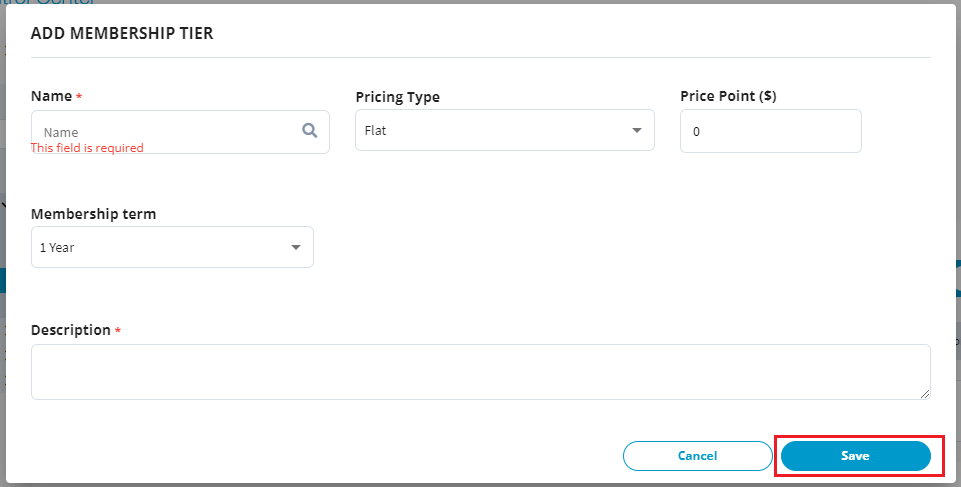 ADD MEMBERSHIP TIER
Name *
Pricing Type
Price Point ($)
Name
Flat
0
This field is required
Membership term
1 Year
Description *
Cancel
Save